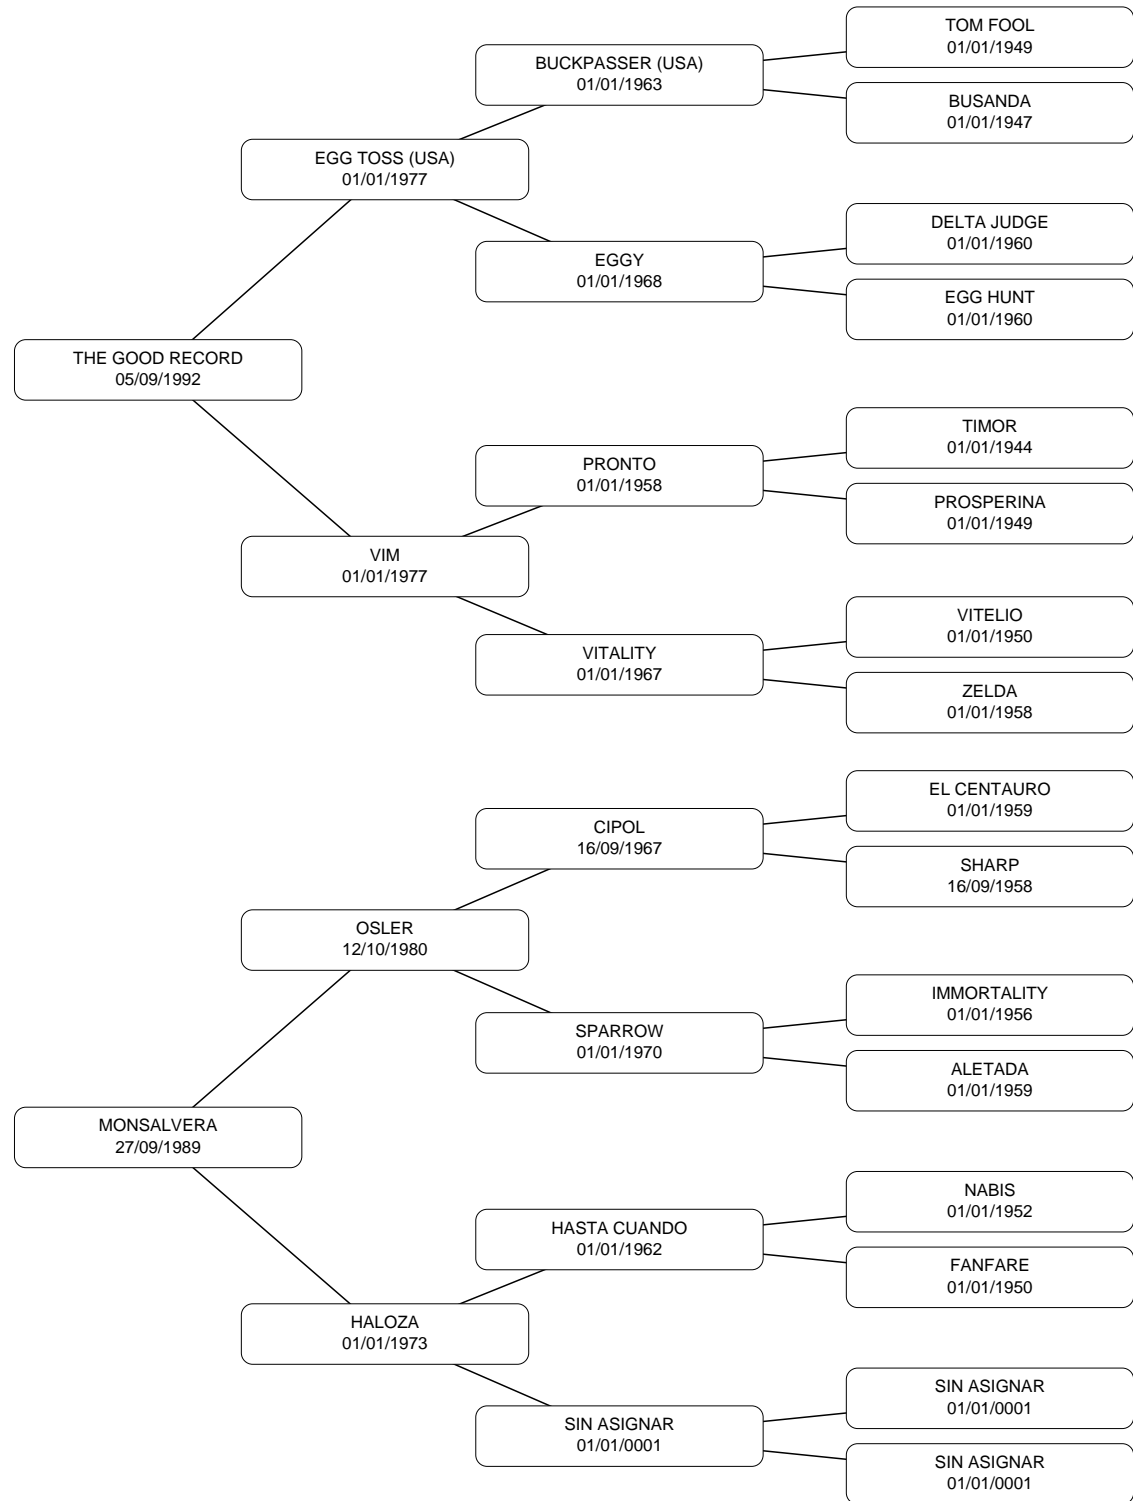 TOM FOOL
01/01/1949
BUCKPASSER (USA)
01/01/1963
BUSANDA
01/01/1947
EGG TOSS (USA)
01/01/1977
DELTA JUDGE
01/01/1960
EGGY
01/01/1968
EGG HUNT
01/01/1960
THE GOOD RECORD
05/09/1992
TIMOR
01/01/1944
PRONTO
01/01/1958
PROSPERINA
01/01/1949
VIM
01/01/1977
VITELIO
01/01/1950
VITALITY
01/01/1967
ZELDA
01/01/1958
EL CENTAURO
01/01/1959
CIPOL
16/09/1967
SHARP
16/09/1958
OSLER
12/10/1980
IMMORTALITY
01/01/1956
SPARROW
01/01/1970
ALETADA
01/01/1959
MONSALVERA
27/09/1989
NABIS
01/01/1952
HASTA CUANDO
01/01/1962
FANFARE
01/01/1950
HALOZA
01/01/1973
SIN ASIGNAR
01/01/0001
SIN ASIGNAR
01/01/0001
SIN ASIGNAR
01/01/0001